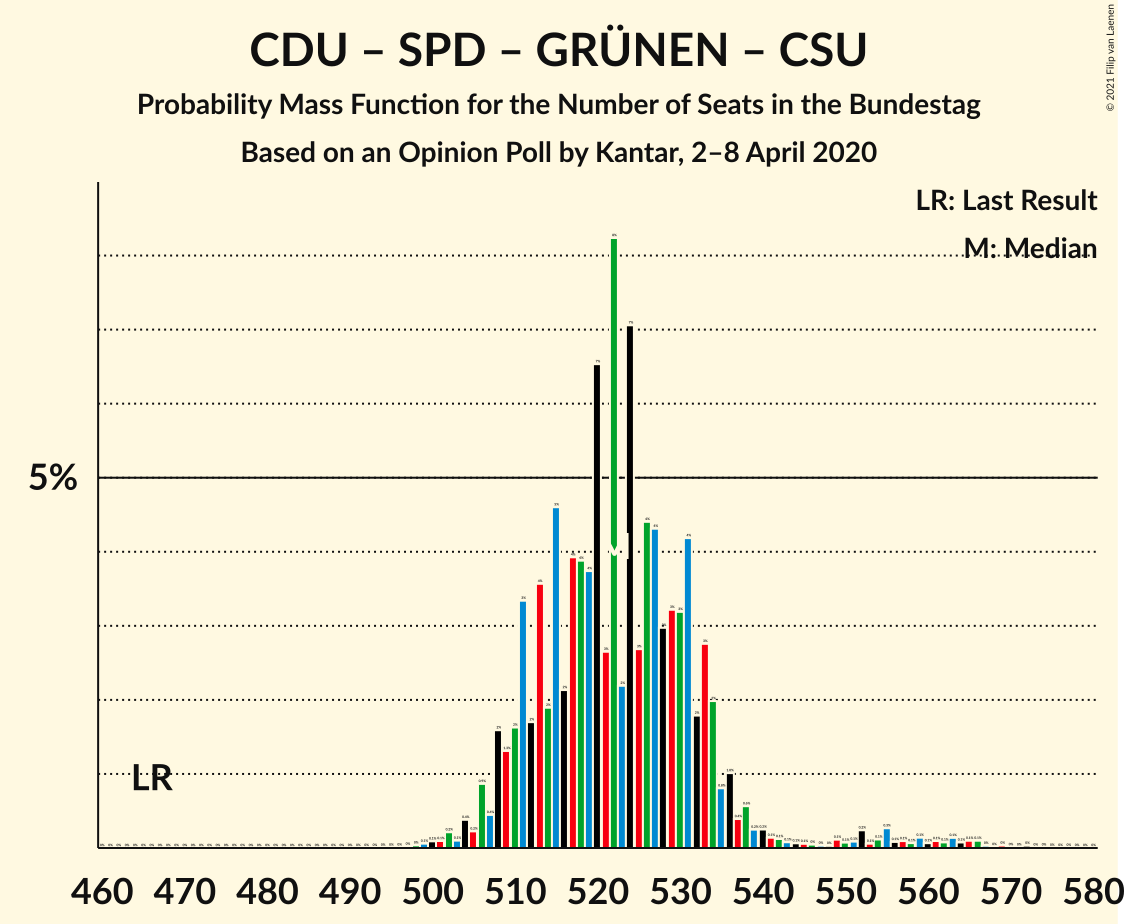 CDU – SPD – GRÜNEN – CSU
Probability Mass Function for the Number of Seats in the Bundestag
Based on an Opinion Poll by Kantar, 2–8 April 2020
© 2021 Filip van Laenen
LR: Last Result
M: Median
5%
LR
M
460 470 480 490 500 510 520 530 540 550 560 570 580